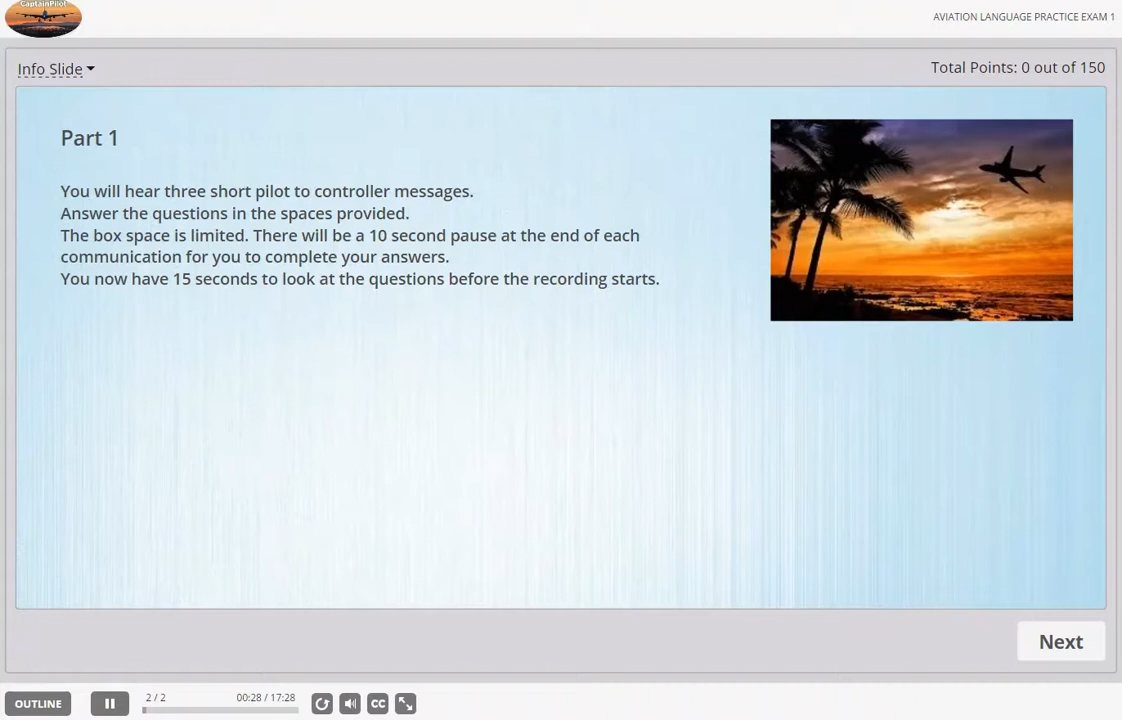 CaptainPilot
AVIATION LANGUAGE PRACTICE EXAM 1
Info Slide
Total Points: 0 out of 150
Part 1
You will hear three short pilot to controller messages.
Answer the questions in the spaces provided.
The box space is limited. There will be a 10 second pause at the end of each
communication for you to complete your answers.
You now have 15 seconds to look at the questions before the recording starts.
Next
OUTLINE
2 / 2
00:28 / 17:28
CC